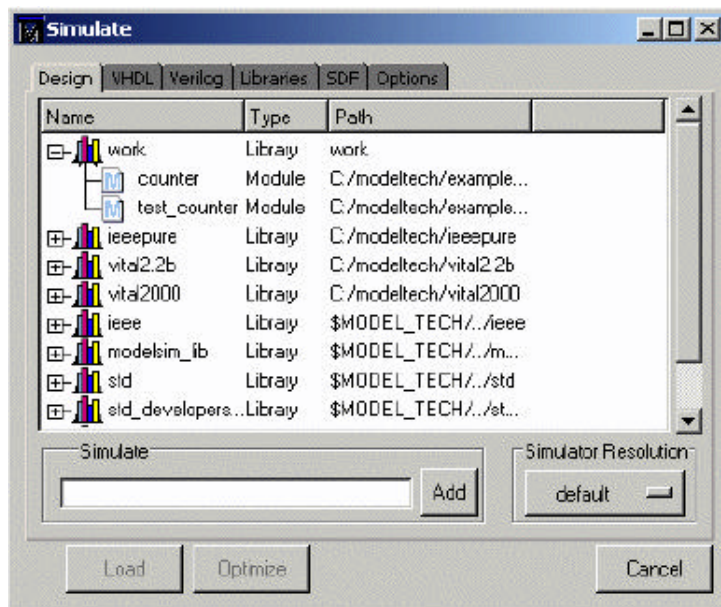 Simulate
Design VHDL Verilog Libraries SDF Options
Name Type Path
work Library work
counter Module C:/modeltech/example...
test_counter Module C:/modeltech/example...
ieeepure Library C:/modeltech/ieeepure
vital2.2b Library C:/modeltech/vital2.2b
vital2000 Library C:/modeltech/vital2000
ieee Library $MODEL_TECH/../ieee
modelsim_lib Library $MODEL_TECH/../m...
std Library $MODEL_TECH/../std
std_developers... Library $MODEL_TECH/../st...
Simulate Simulator Resolution
Add default
Load Optimize Cancel